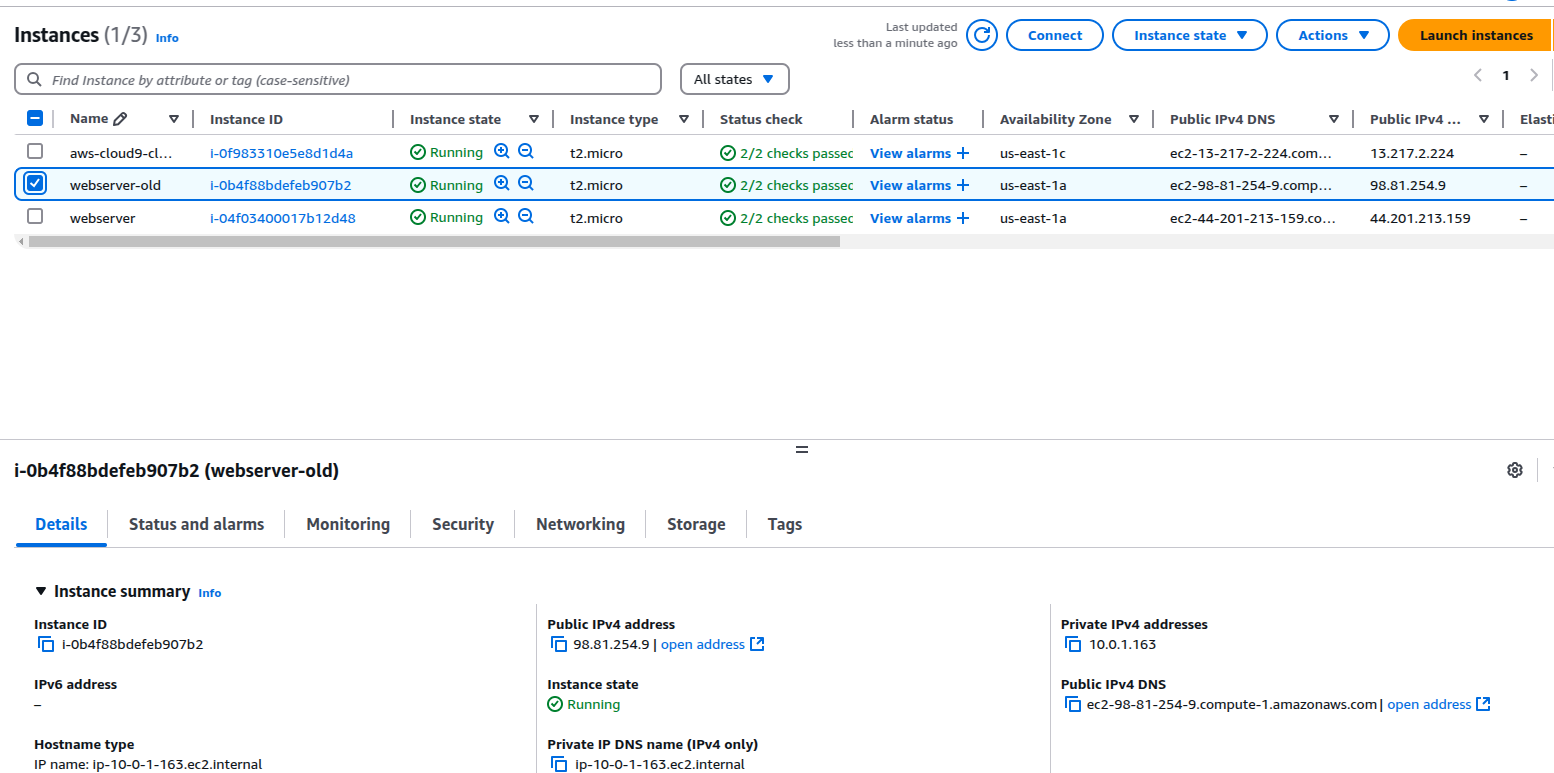 Instances (1/3) Info
Last updated
less than a minute ago
Connect
Instance state
Actions
Launch instances
Find Instance by attribute or tag (case-sensitive)
All states
1
Name Instance ID Instance state Instance type Status check Alarm status Availability Zone Public IPv4 DNS Public IPv4 ... Elasti
aws-cloud9-cl... i-0f983310e5e8d1d4a Running t2.micro 2/2 checks passec View alarms + us-east-1c ec2-13-217-2-224.com... 13.217.2.224 –
webserver-old i-0b4f88bdefeb907b2 Running t2.micro 2/2 checks passec View alarms + us-east-1a ec2-98-81-254-9.comp... 98.81.254.9 –
webserver i-04f03400017b12d48 Running t2.micro 2/2 checks passec View alarms + us-east-1a ec2-44-201-213-159.co... 44.201.213.159 –
i-0b4f88bdefeb907b2 (webserver-old)
Details Status and alarms Monitoring Security Networking Storage Tags
Instance summary Info
Instance ID
i-0b4f88bdefeb907b2
Public IPv4 address
98.81.254.9 | open address
Private IPv4 addresses
10.0.1.163
IPv6 address
–
Instance state
Running
Public IPv4 DNS
ec2-98-81-254-9.compute-1.amazonaws.com | open address
Hostname type
IP name: ip-10-0-1-163.ec2.internal
Private IP DNS name (IPv4 only)
ip-10-0-1-163.ec2.internal